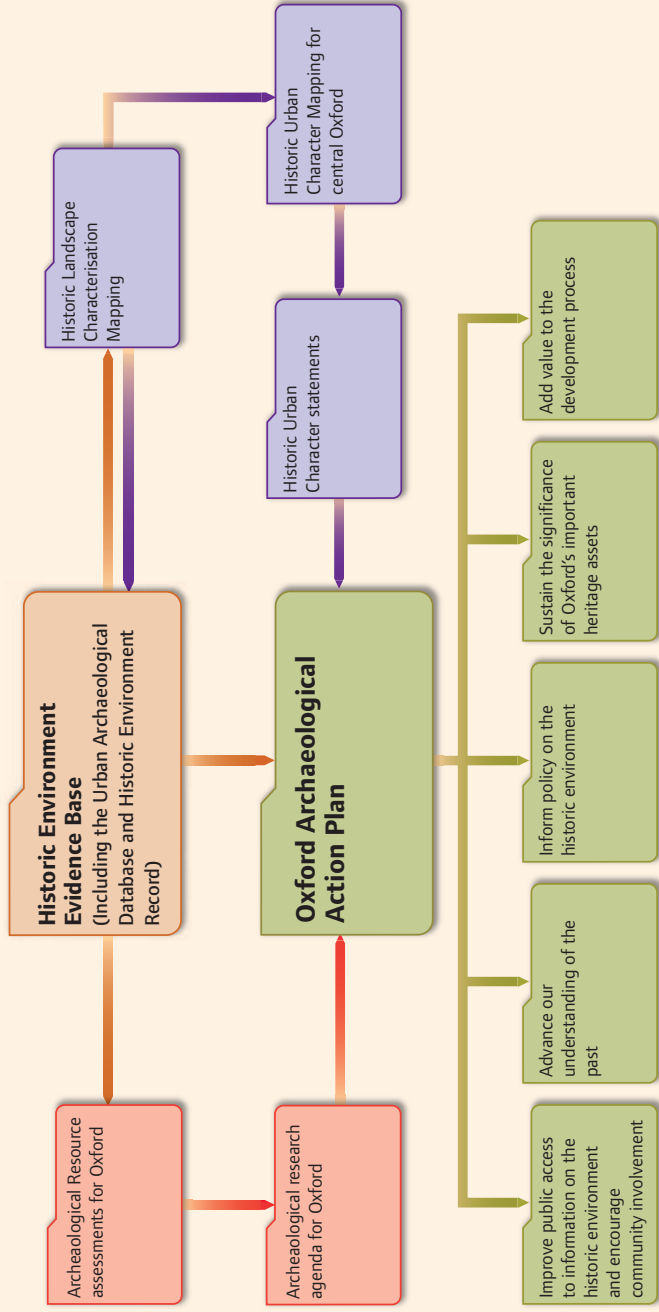 Archaeological Resource
assessments for Oxford
Historic Environment
Evidence Base
(Including the Urban Archaeological
Database and Historic Environment
Record)
Historic Landscape
Characterisation
Mapping
Archeaological research
agenda for Oxford
Oxford Archaeological
Action Plan
Historic Urban
Character statements
Historic Urban
Character Mapping for
central Oxford
Improve public access
to information on the
historic environment
and encourage
community involvement
Advance our
understanding of the
past
Inform policy on the
historic environment
Sustain the significance
of Oxford's important
heritage assets
Add value to the
development process